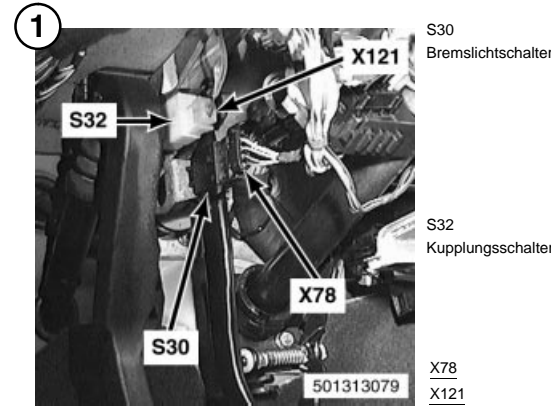 1
S30
Bremslichtschalter
X121
S32
S32
Kupplungsschalter
X78
S30
501313079
X78
X121